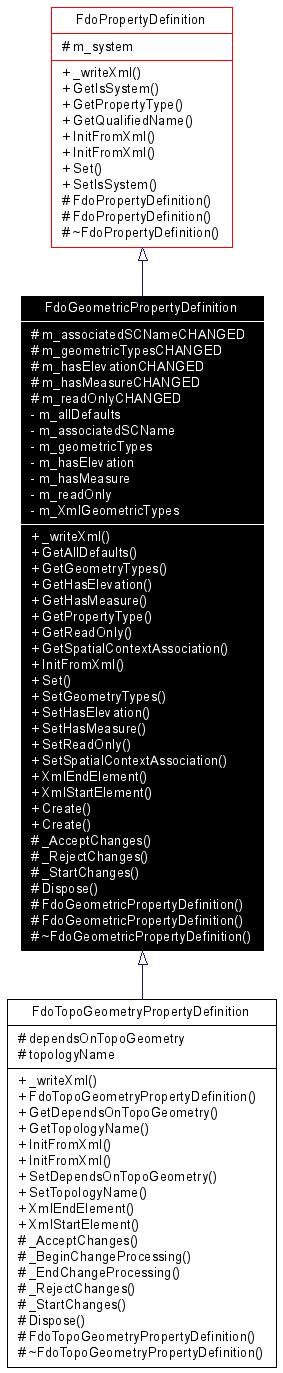 FdoPropertyDefinition
# m_system
+ _writeXml()
+ GetIsSystem()
+ GetPropertyType()
+ GetQualifiedName()
+ InitFromXml()
+ InitFromXml()
+ Set()
+ SetIsSystem()
# FdoPropertyDefinition()
# FdoPropertyDefinition()
# ~FdoPropertyDefinition()
FdoGeometricPropertyDefinition
# m_associatedSCNameCHANGED
# m_geometricTypesCHANGED
# m_hasElevationCHANGED
# m_hasMeasureCHANGED
# m_readOnlyCHANGED
- m_allDefaults
- m_associatedSCName
- m_geometricTypes
- m_hasElevation
- m_hasMeasure
- m_readOnly
- m_XmlGeometricTypes
+ _writeXml()
+ GetAllDefaults()
+ GetGeometryTypes()
+ GetHasElevation()
+ GetHasMeasure()
+ GetPropertyType()
+ GetReadOnly()
+ GetSpatialContextAssociation()
+ InitFromXml()
+ Set()
+ SetGeometryTypes()
+ SetHasElevation()
+ SetHasMeasure()
+ SetReadOnly()
+ SetSpatialContextAssociation()
+ XmlEndElement()
+ XmlStartElement()
+ Create()
+ Create()
# _AcceptChanges()
# _RejectChanges()
# _StartChanges()
# Dispose()
# FdoGeometricPropertyDefinition()
# FdoGeometricPropertyDefinition()
# ~FdoGeometricPropertyDefinition()
FdoTopoGeometryPropertyDefinition
# dependsOnTopoGeometry
# topologyName
+ _writeXml()
+ FdoTopoGeometryPropertyDefinition()
+ GetDependsOnTopoGeometry()
+ GetTopologyName()
+ InitFromXml()
+ InitFromXml()
+ SetDependsOnTopoGeometry()
+ SetTopologyName()
+ XmlEndElement()
+ XmlStartElement()
# _AcceptChanges()
# _BeginChangeProcessing()
# _EndChangeProcessing()
# _RejectChanges()
# _StartChanges()
# Dispose()
# FdoTopoGeometryPropertyDefinition()
# ~FdoTopoGeometryPropertyDefinition()